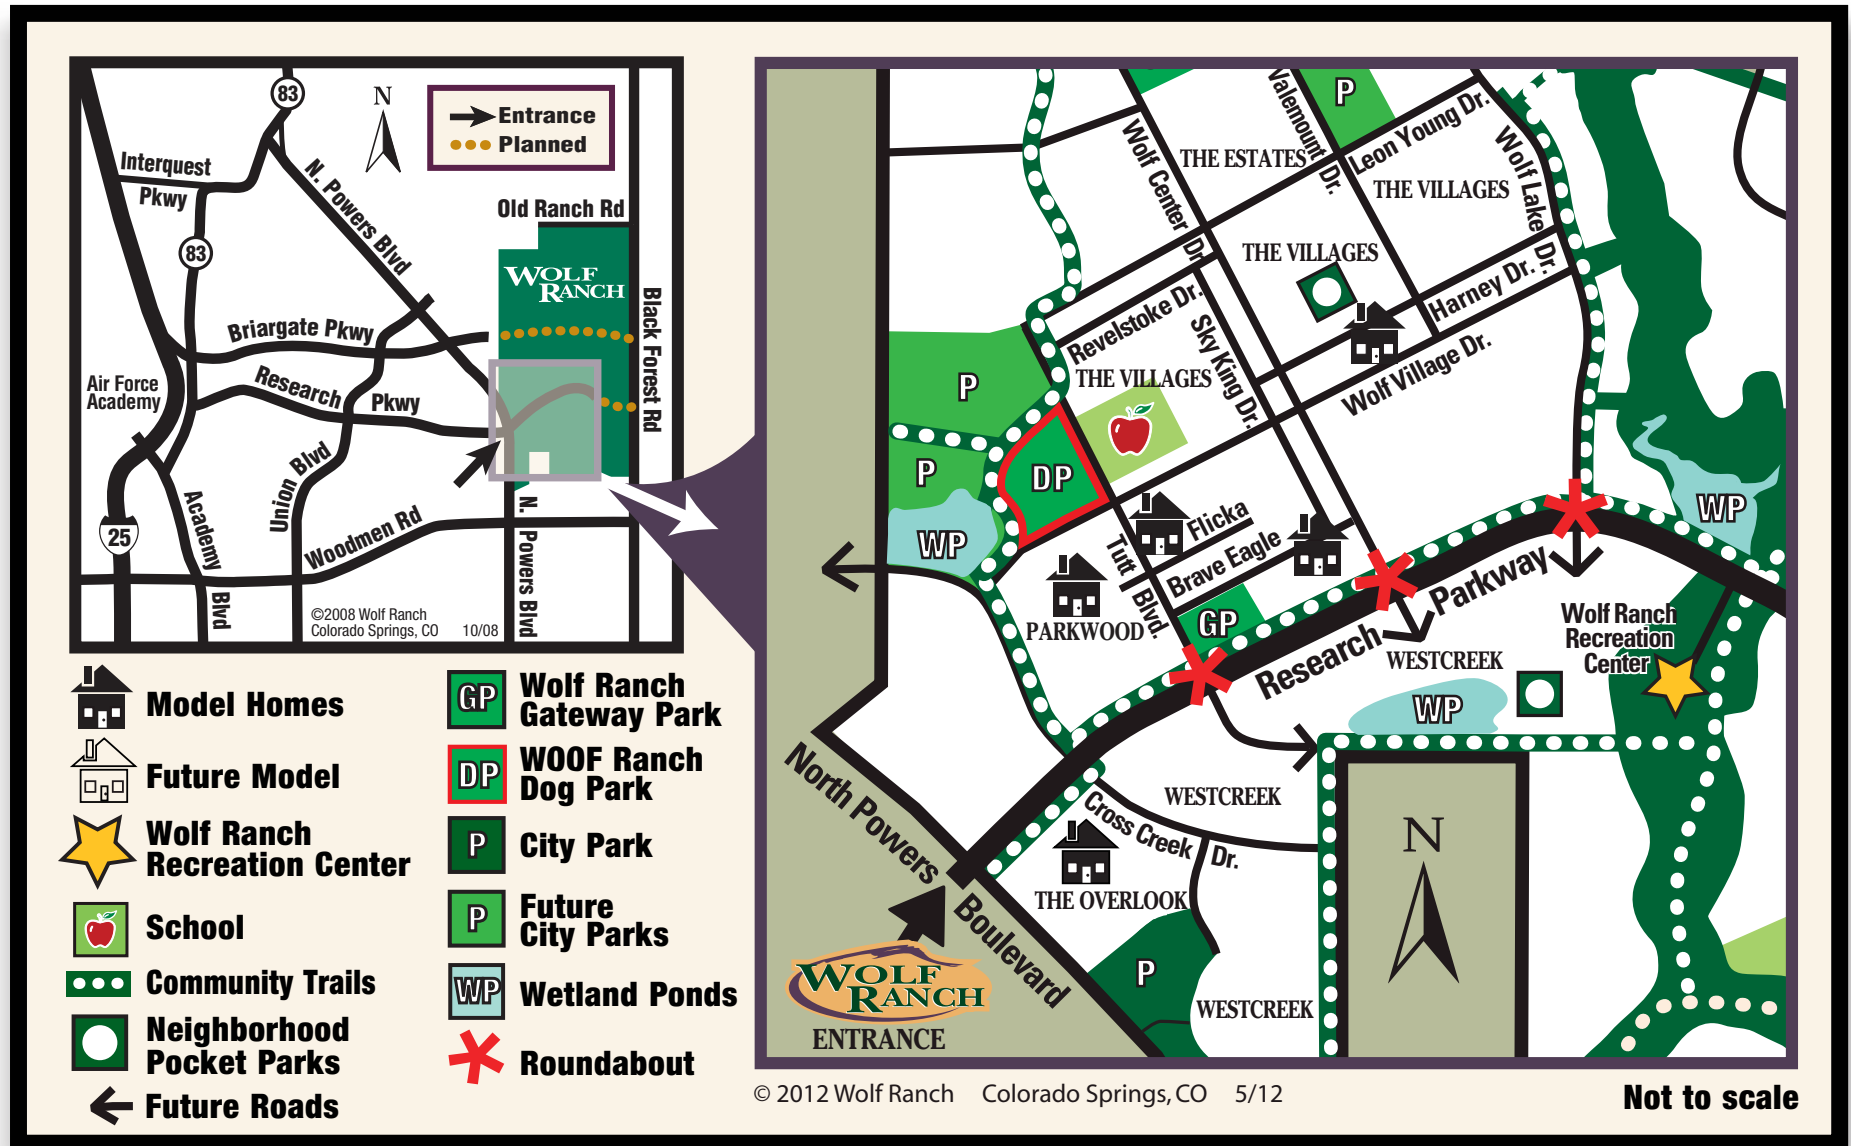 83
N
Entrance
Planned
Interquest
Pkwy
N. Powers Blvd
Old Ranch Rd
83
WOLF
RANCH
Black Forest Rd
Briargate Pkwy
Air Force
Academy
Research Pkwy
Union Blvd
Academy Blvd
Woodmen Rd
25
N. Powers Blvd
©2008 Wolf Ranch
Colorado Springs, CO 10/08
Model Homes
Future Model
Wolf Ranch
Recreation Center
School
Community Trails
Neighborhood
Pocket Parks
Future Roads
GP
Wolf Ranch
Gateway Park
DP
WOOF Ranch
Dog Park
P
City Park
P
Future
City Parks
WP
Wetland Ponds
Roundabout
P
Valemount Dr.
Leon Young Dr.
Wolf Center Dr.
THE ESTATES
THE VILLAGES
Wolf Lake Dr.
THE VILLAGES
Harney Dr.
Revelstoke Dr.
Sky King Dr.
THE VILLAGES
Wolf Village Dr.
P
P
DP
WP
WP
Flicka
Brave Eagle
Tutt Blvd.
PARKWOOD
GP
Research Parkway
Wolf Ranch
Recreation
Center
WESTCREEK
WP
North Powers Boulevard
WESTCREEK
Cross Creek Dr.
THE OVERLOOK
N
P
WESTCREEK
WOLF
RANCH
ENTRANCE
© 2012 Wolf Ranch Colorado Springs, CO 5/12
Not to scale